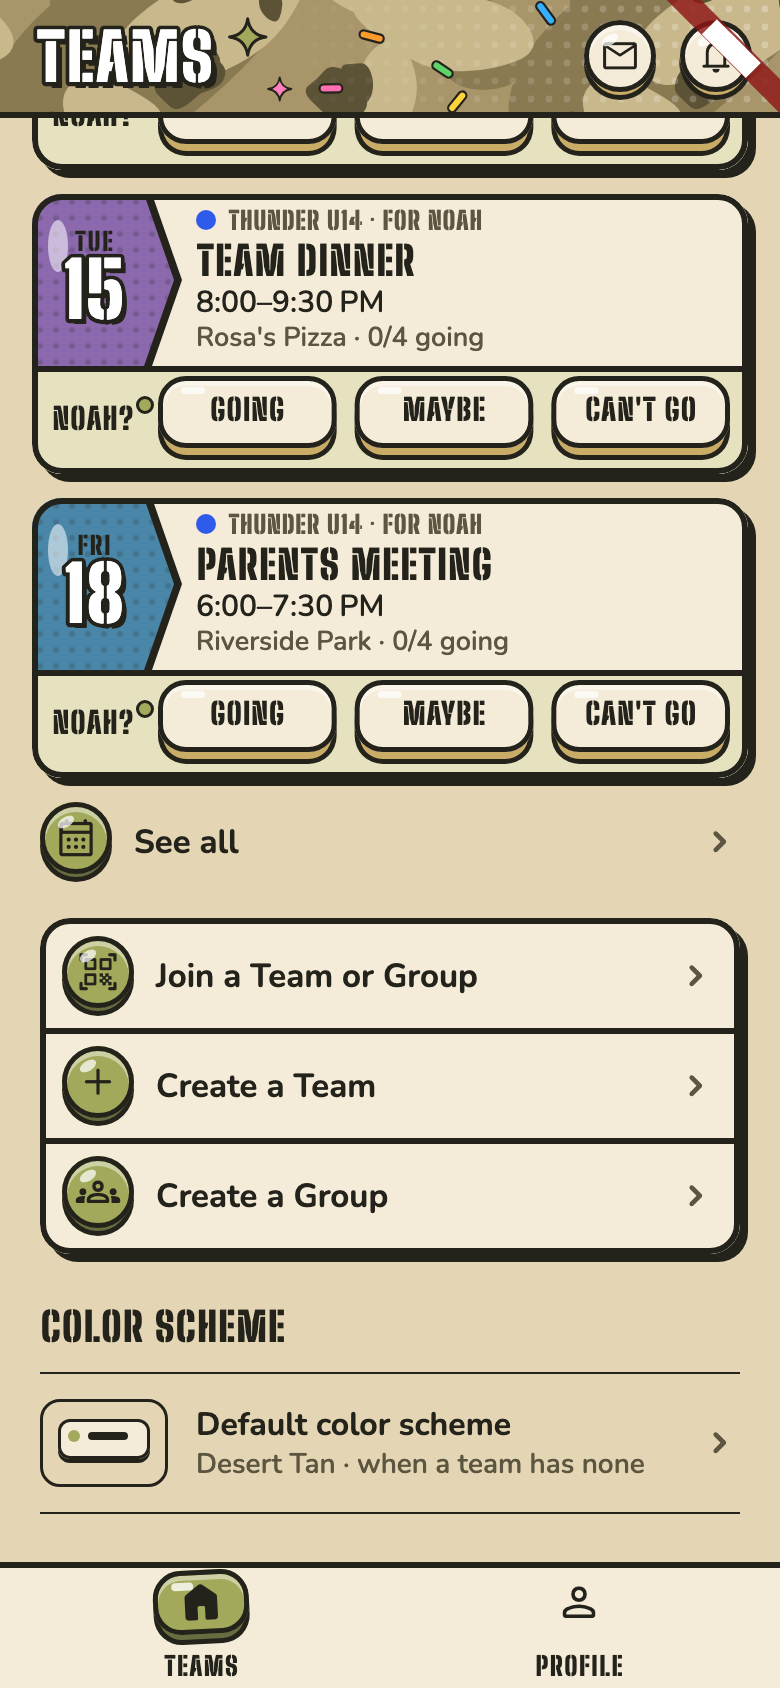 TEAMS
NOAH?
TUE
15
THUNDER U14 · FOR NOAH
TEAM DINNER
8:00–9:30 PM
Rosa's Pizza · 0/4 going
NOAH?
GOING
MAYBE
CAN'T GO
FRI
18
THUNDER U14 · FOR NOAH
PARENTS MEETING
6:00–7:30 PM
Riverside Park · 0/4 going
NOAH?
GOING
MAYBE
CAN'T GO
See all
Join a Team or Group
Create a Team
Create a Group
COLOR SCHEME
Default color scheme
Desert Tan · when a team has none
TEAMS
PROFILE